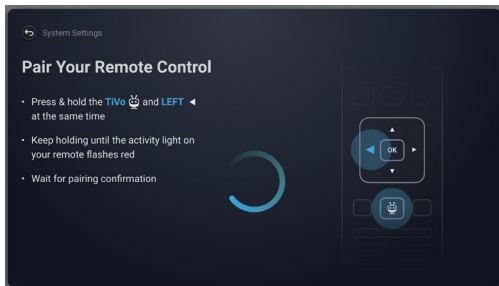 System Settings
Pair Your Remote Control
• Press & hold the TiVo and LEFT ◀
at the same time
• Keep holding until the activity light on
your remote flashes red
• Wait for pairing confirmation
OK